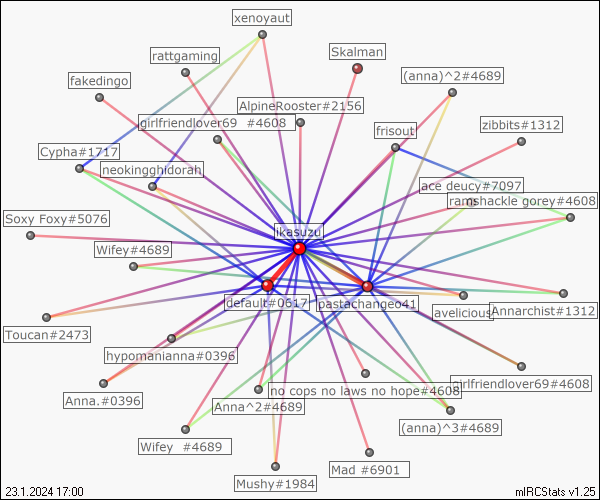 xenoyaut
Skalman
rattgaming
(anna)^2#4689
fakedingo
AlpineRooster#2156
girlfriendlover69 #4608
frisout
zibbits#1312
Cypha#1717
neokingghidorah
ace deucy#7097
ramshackle gorey#4608
Soxy Foxy#5076
ikasuzu
Wifey#4689
default#0617
pastachange41
avelicious
Annarchist#1312
Toucan#2473
hypomanianna#0396
girlfriendlover69#4608
no cops no laws no hope#4608
Anna.#0396
Anna^2#4689
(anna)^3#4689
Wifey #4689
Mad #6901
Mushy#1984
23.1.2024 17:00
mIRCStats v1.25